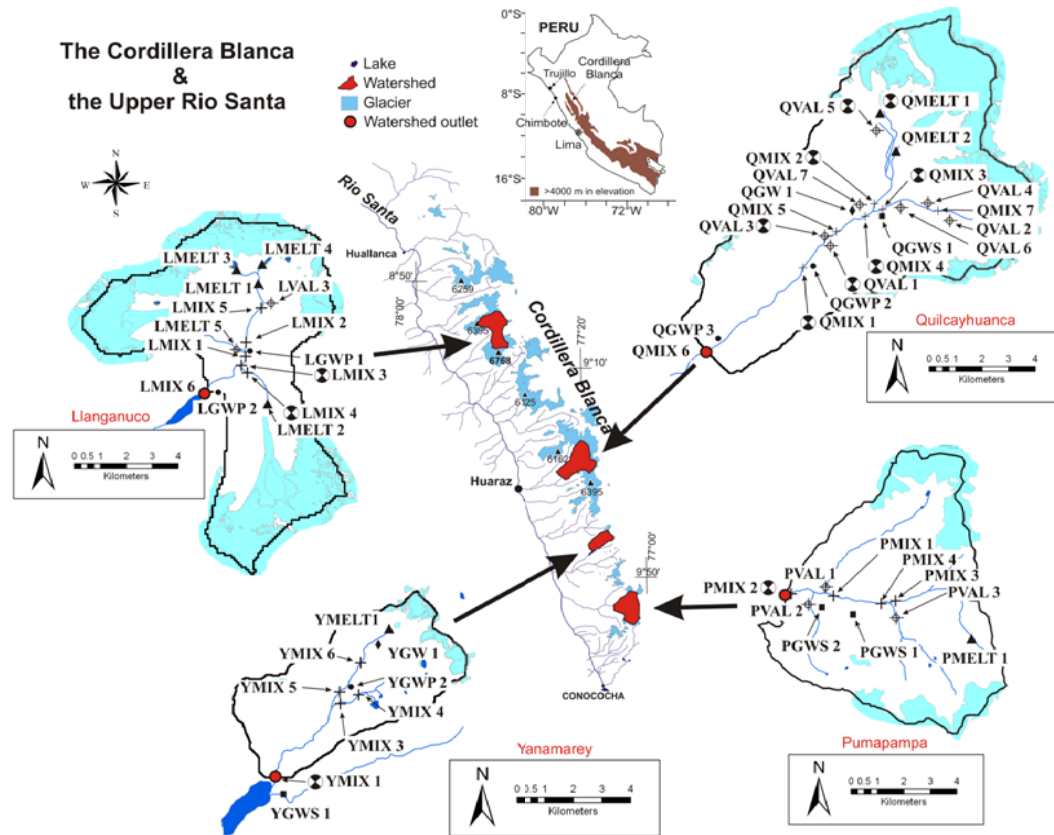 The Cordillera Blanca
&
the Upper Rio Santa
Lake
Watershed
Glacier
Watershed outlet
N
W
E
S
0°S
PERU
Trujillo
Cordillera
Blanca
8°S
Chimbote
Lima
16°S
>4000 m in elevation
80°W
72°W
Rio Santa
Huallanca
8°50'
78°00'
6259
6395
6768
77°20'
9°10'
6125
Cordillera Blanca
6162
Huaraz
6395
77°00'
9°50'
CONOCOCHA
LMELT 4
LMELT 3
LMELT 1
LVAL 3
LMIX 5
LMELT 5
LMIX 2
LMIX 1
LGWP 1
LMIX 3
LMIX 6
LGWP 2
LMIX 4
LMELT 2
Llanganuco
N
0 0.5 1 2 3 4
Kilometers
QVAL 5
QMELT 1
QMELT 2
QMIX 2
QMIX 3
QVAL 7
QVAL 4
QGW 1
QMIX 7
QMIX 5
QVAL 2
QVAL 3
QVAL 6
QGWS 1
QMIX 4
QVAL 1
QGWP 2
QMIX 1
QGWP 3
QMIX 6
Quilcayhuanca
N
0 0.5 1 2 3 4
Kilometers
YMELT1
YGW 1
YMIX 6
YGWP 2
YMIX 5
YMIX 4
YMIX 3
YMIX 1
YGWS 1
Yanamarey
N
0 0.5 1 2 3 4
Kilometers
PMIX 1
PVAL 1
PMIX 4
PMIX 2
PMIX 3
PVAL 2
PVAL 3
PGWS 2
PGWS 1
PMELT 1
Pumapampa
N
0 0.5 1 2 3 4
Kilometers